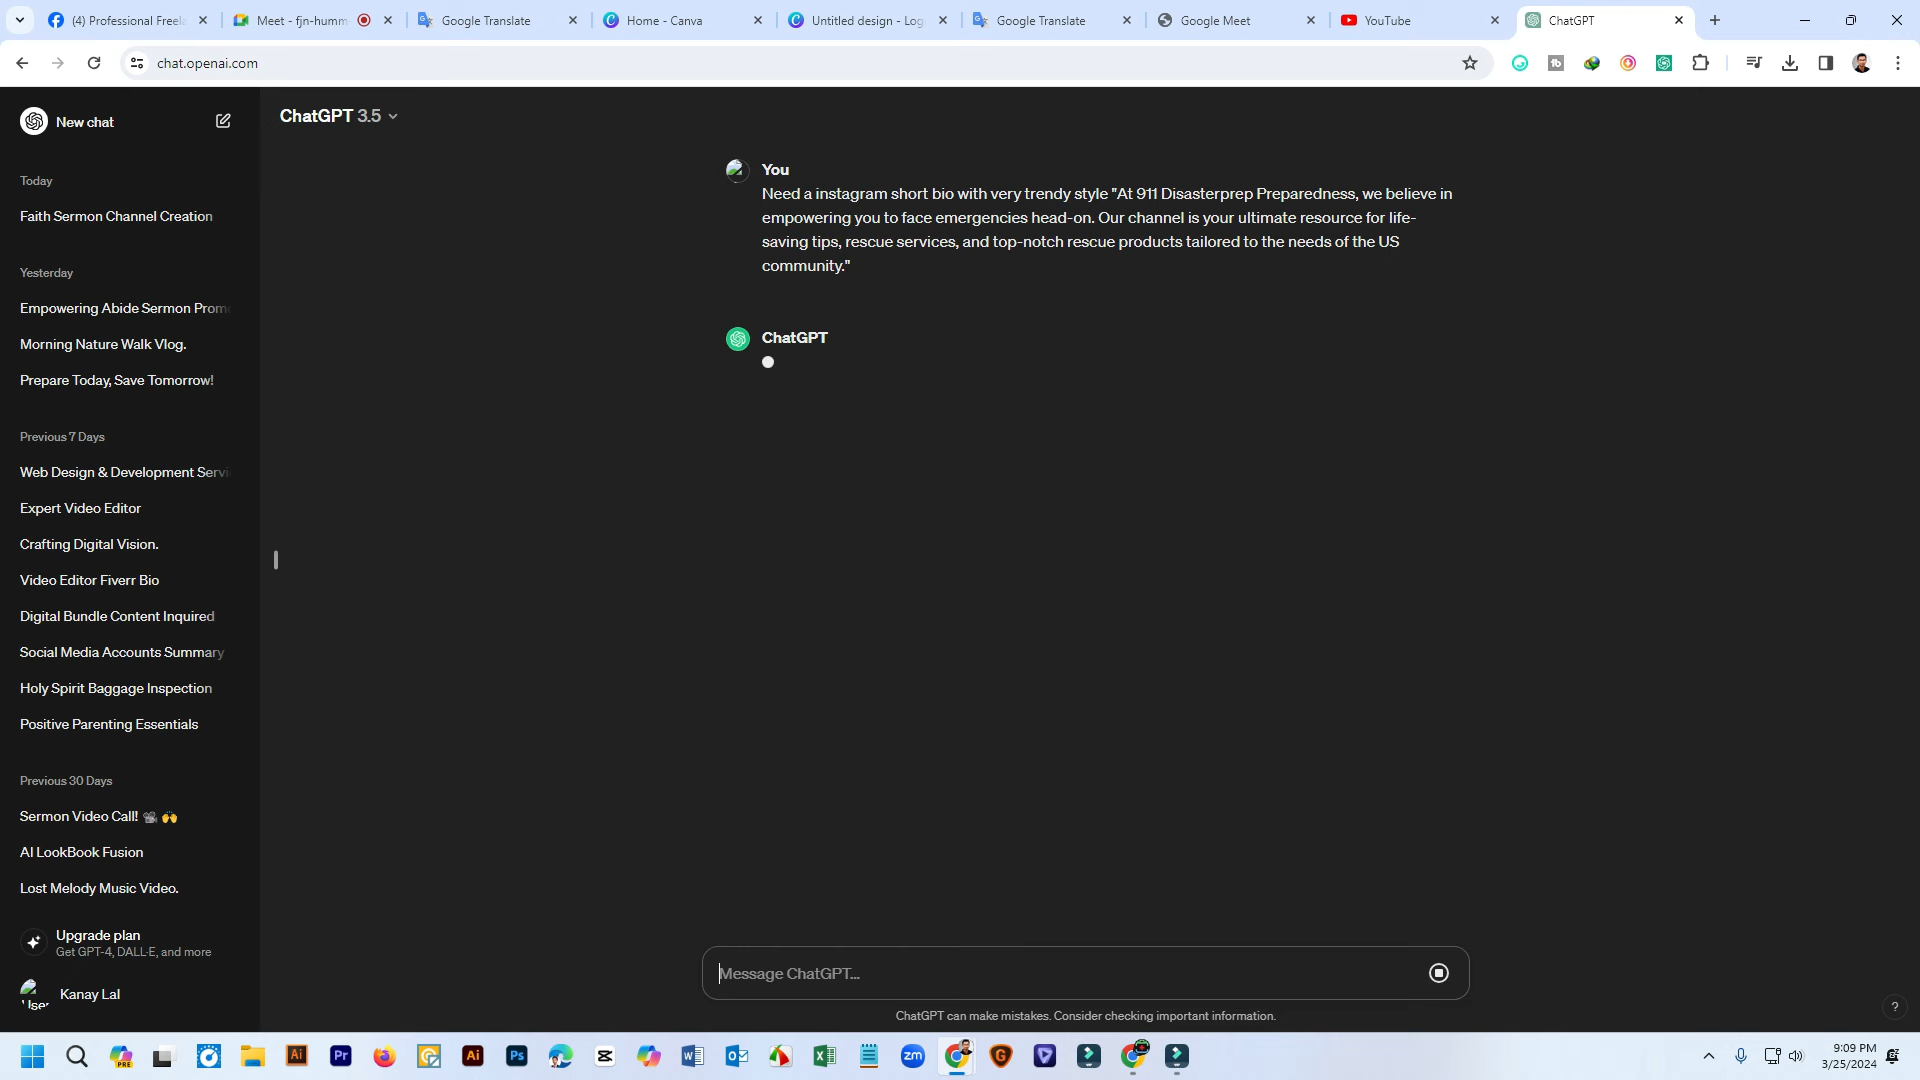 (4) Professional Freela
Meet - fjn-humm
Google Translate
Home - Canva
Untitled design - Log
Google Translate
Google Meet
YouTube
ChatGPT
chat.openai.com
New chat
ChatGPT 3.5
Today
Faith Sermon Channel Creation
Yesterday
Empowering Abide Sermon Prom
Morning Nature Walk Vlog.
Prepare Today, Save Tomorrow!
Previous 7 Days
Web Design & Development Servi
Expert Video Editor
Crafting Digital Vision.
Video Editor Fiverr Bio
Digital Bundle Content Inquired
Social Media Accounts Summary
Holy Spirit Baggage Inspection
Positive Parenting Essentials
Previous 30 Days
Sermon Video Call! 📹 🙌
AI LookBook Fusion
Lost Melody Music Video.
Upgrade plan
Get GPT-4, DALL·E, and more
User
Kanay Lal
You
Need a instagram short bio with very trendy style "At 911 Disasterprep Preparedness, we believe in
empowering you to face emergencies head-on. Our channel is your ultimate resource for life-
saving tips, rescue services, and top-notch rescue products tailored to the needs of the US
community."
ChatGPT
Message ChatGPT...
ChatGPT can make mistakes. Consider checking important information.
?
9:09 PM
3/25/2024